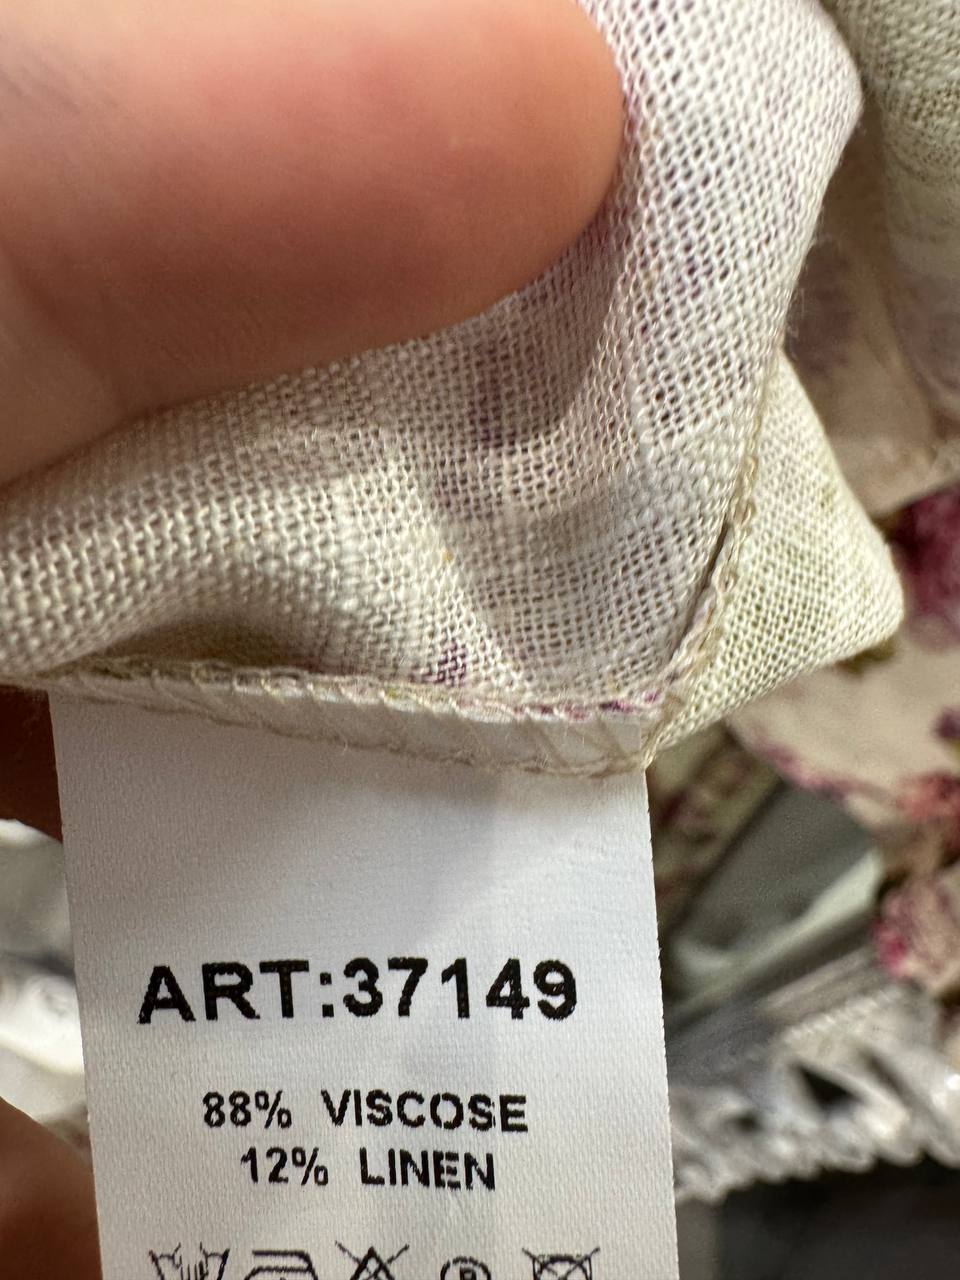 ART:37149
88% VISCOSE
12% LINEN
P